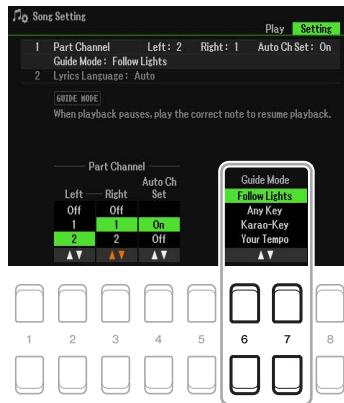 Song Setting
Play Setting
1 Part Channel Left: 2 Right: 1 Auto Ch Set: On
Guide Mode: Follow Lights
2 Lyrics Language: Auto
GUIDE MODE
When playback pauses, play the correct note to resume playback.
Part Channel
Left Right Auto Ch Set
Off Off
1 1 On
2 2 Off
Guide Mode
Follow Lights
Any Key
Karao-Key
Your Tempo
1 2 3 4 5 6 7 8